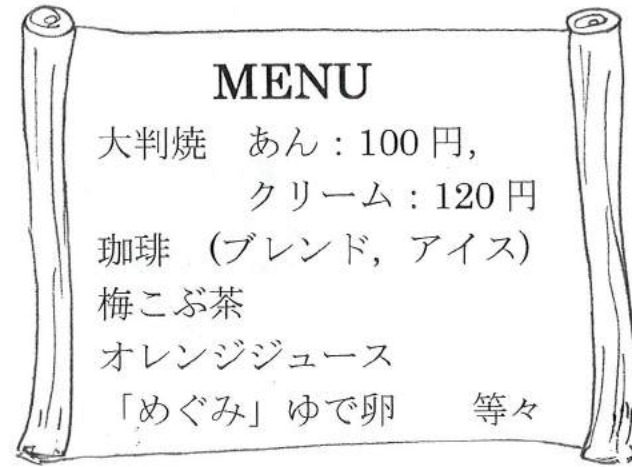 MENU
大判焼　あん：100 円，
クリーム：120 円
珈琲　(ブレンド，アイス)
梅こぶ茶
オレンジジュース
「めぐみ」ゆで卵　　等々